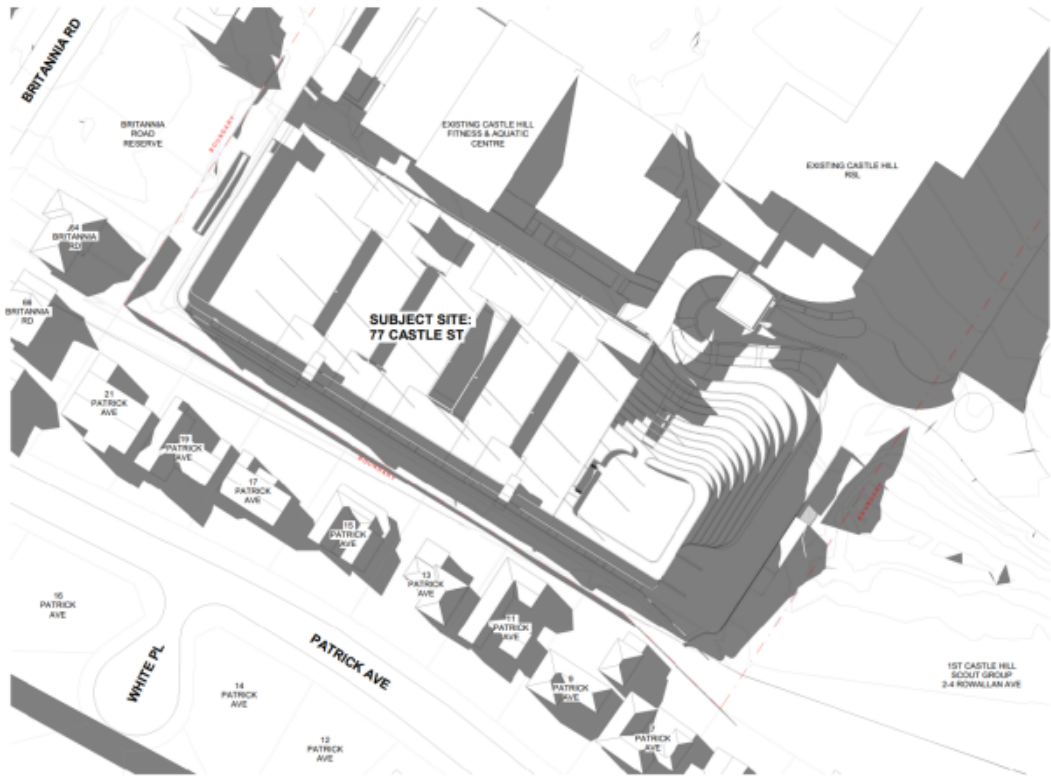 BRITANNIA RD
BOUNDARY
BRITANNIA
ROAD
RESERVE
EXISTING CASTLE HILL
FITNESS & AQUATIC
CENTRE
EXISTING CASTLE HILL
RSL
64
BRITANNIA
RD
66
BRITANNIA
RD
SUBJECT SITE:
77 CASTLE ST
21
PATRICK
AVE
19
PATRICK
AVE
17
PATRICK
AVE
15
PATRICK
AVE
13
PATRICK
AVE
11
PATRICK
AVE
9
PATRICK
AVE
7
PATRICK
AVE
BOUNDARY
BOUNDARY
16
PATRICK
AVE
WHITE PL
PATRICK AVE
14
PATRICK
AVE
12
PATRICK
AVE
1ST CASTLE HILL
SCOUT GROUP
2-4 ROWALLAN AVE